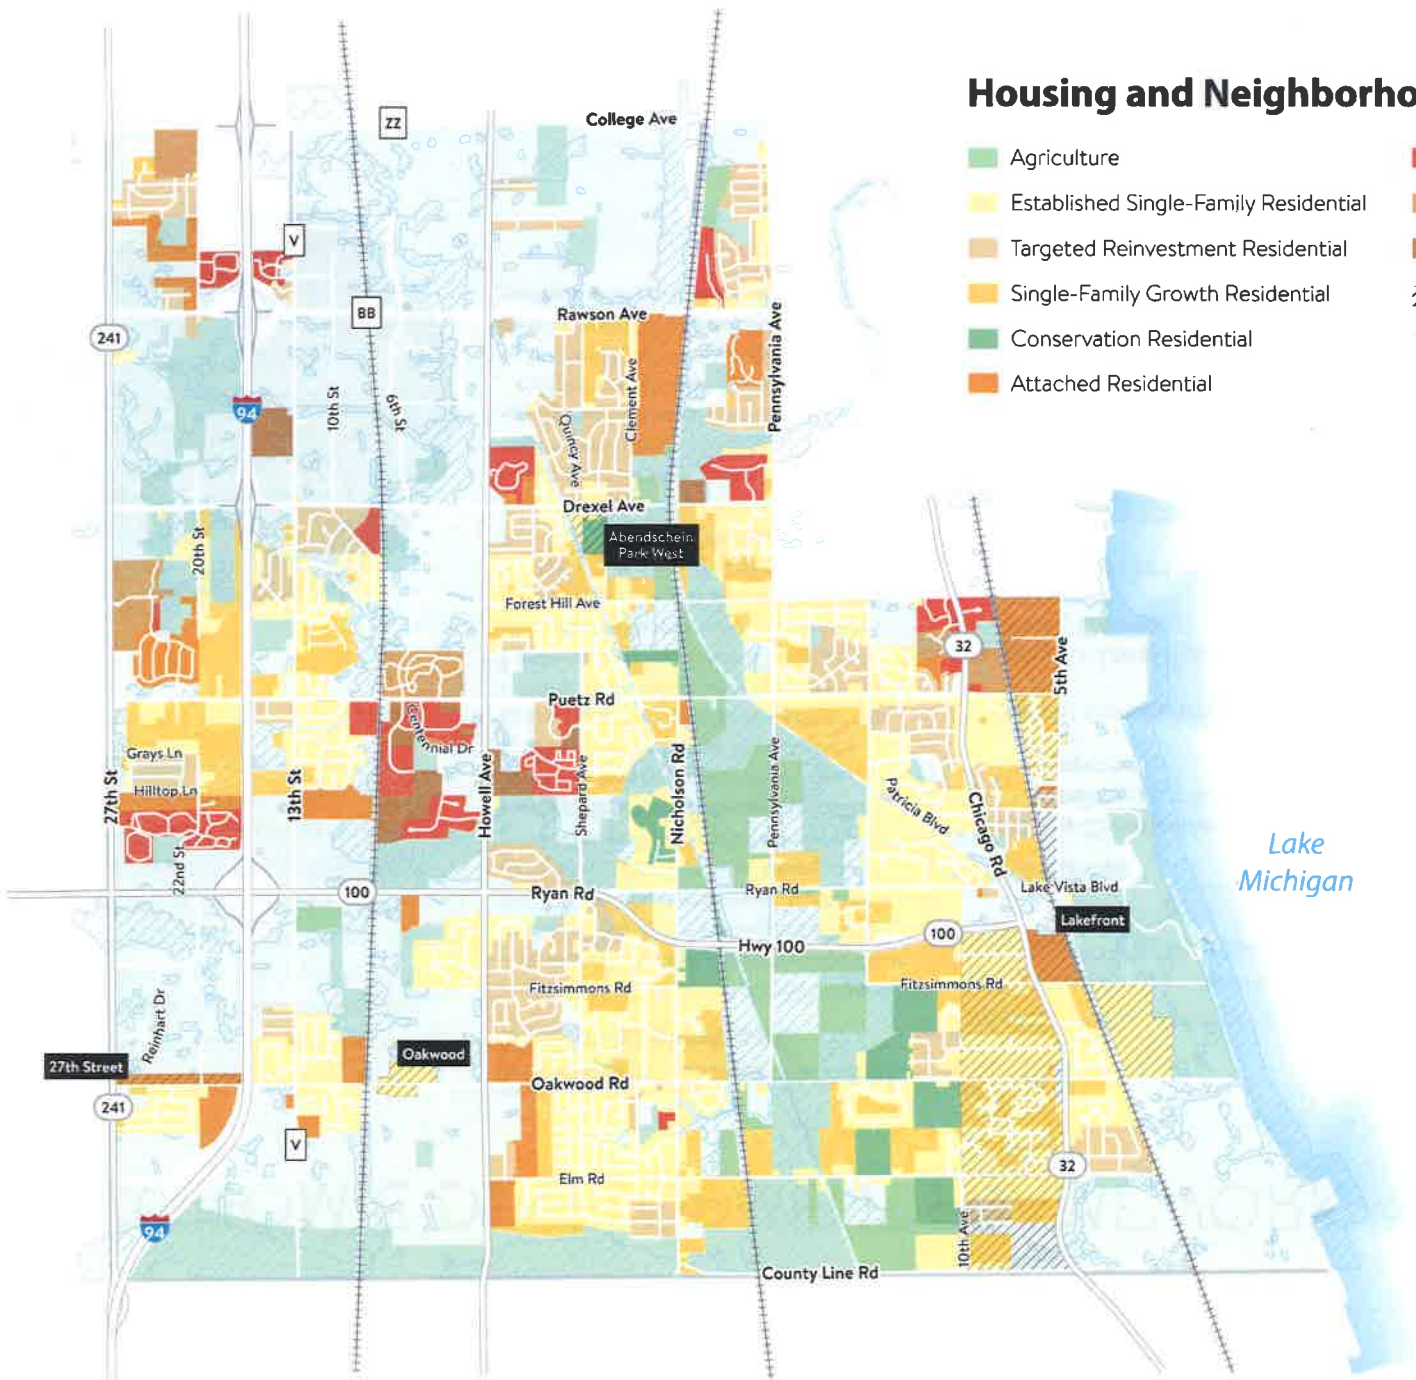 Housing and Neighborho
Agriculture
Established Single-Family Residential
Targeted Reinvestment Residential
Single-Family Growth Residential
Conservation Residential
Attached Residential
College Ave
ZZ
V
BB
Rawson Ave
241
94
10th St
6th St
Quincy Ave
Clement Ave
Pennsylvania Ave
Drexel Ave
Abendschein
Park West
20th St
Forest Hill Ave
32
5th Ave
Puetz Rd
Grays Ln
Centennial Dr
Hilltop Ln
27th St
13th St
Howell Ave
Shepard Ave
Nicholson Rd
Pennsylvania Ave
Patricia Blvd
Chicago Rd
Lake
Michigan
22nd St
100
Ryan Rd
Ryan Rd
Lake Vista Blvd
Lakefront
Hwy 100
100
Fitzsimmons Rd
Fitzsimmons Rd
Reinhart Dr
27th Street
Oakwood
241
Oakwood Rd
V
32
Elm Rd
94
10th Ave
County Line Rd